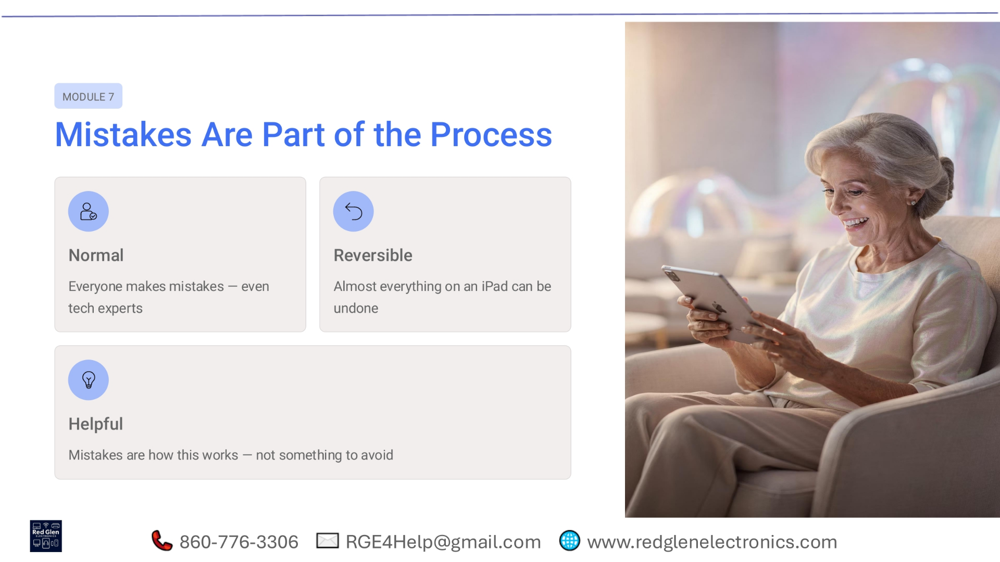 MODULE 7
Mistakes Are Part of the Process
Normal
Everyone makes mistakes — even
tech experts
Reversible
Almost everything on an iPad can be
undone
Helpful
Mistakes are how this works — not something to avoid
Red Glen
ELECTRONICS
860-776-3306
RGE4Help@gmail.com
www.redglenelectronics.com